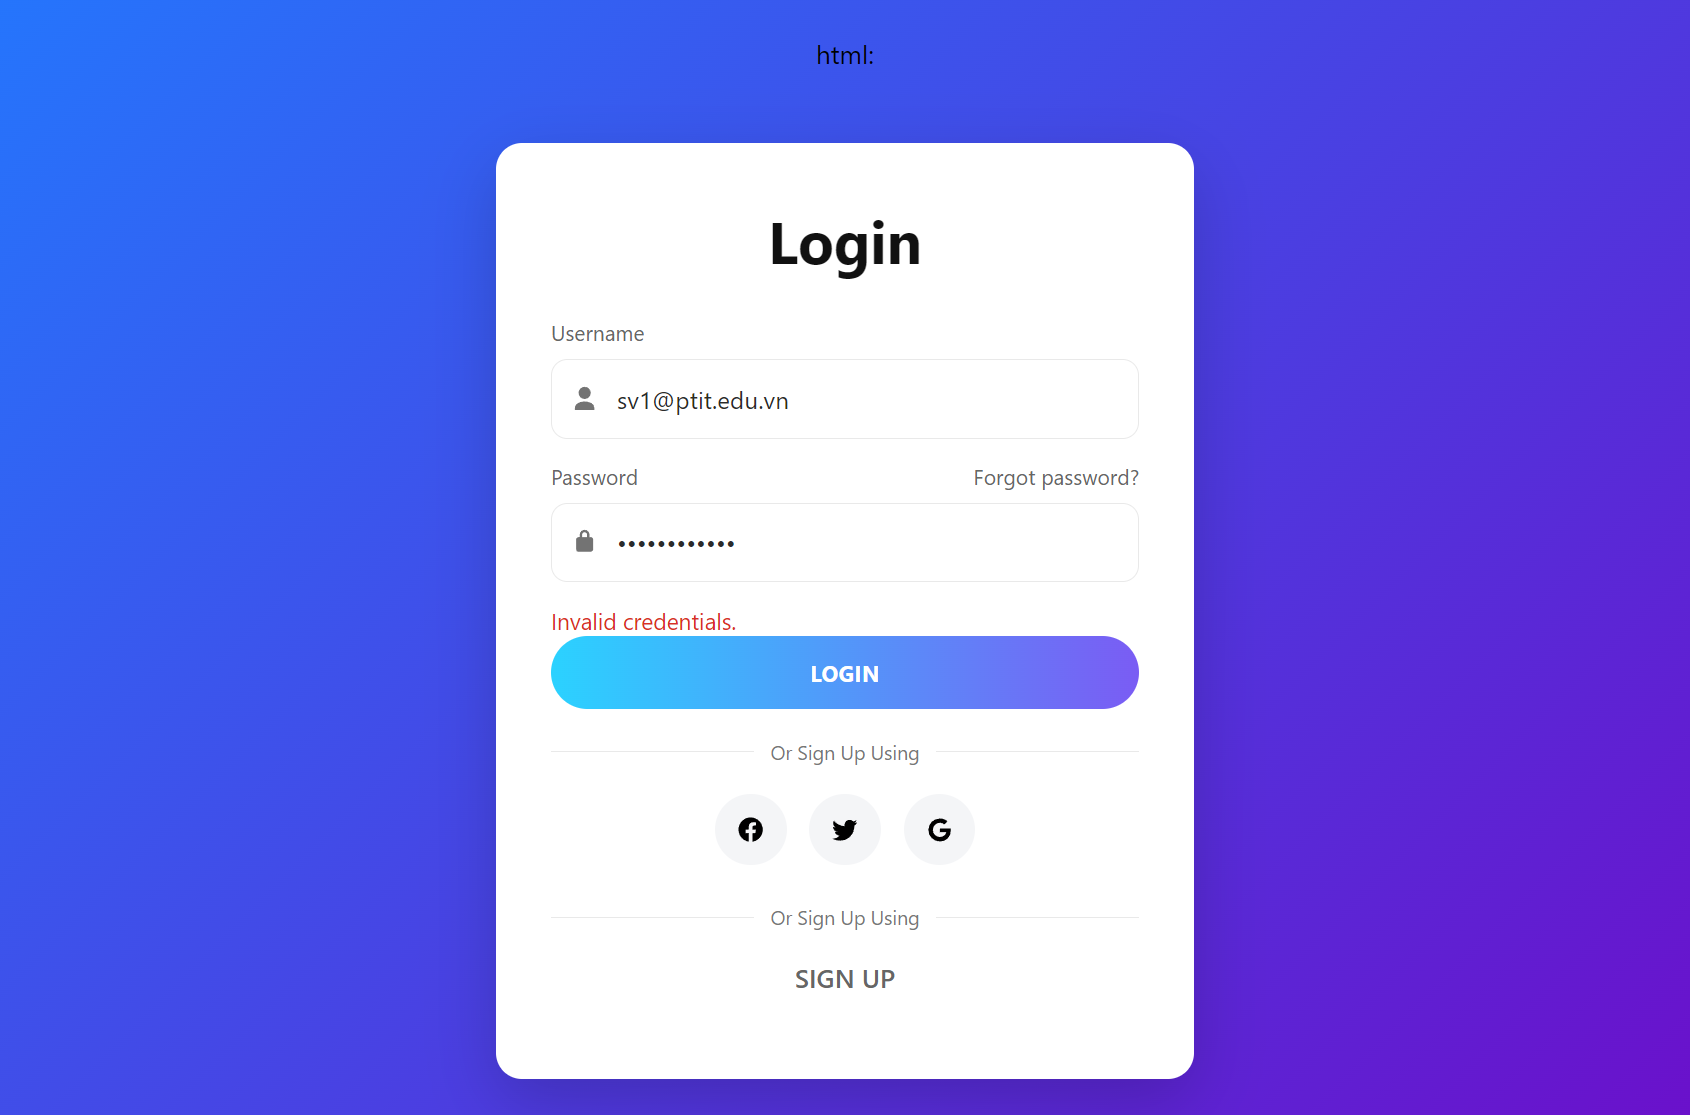 html:
Login
Username
sv1@ptit.edu.vn
Password Forgot password?
••••••••••••
Invalid credentials.
LOGIN
Or Sign Up Using
Or Sign Up Using
SIGN UP